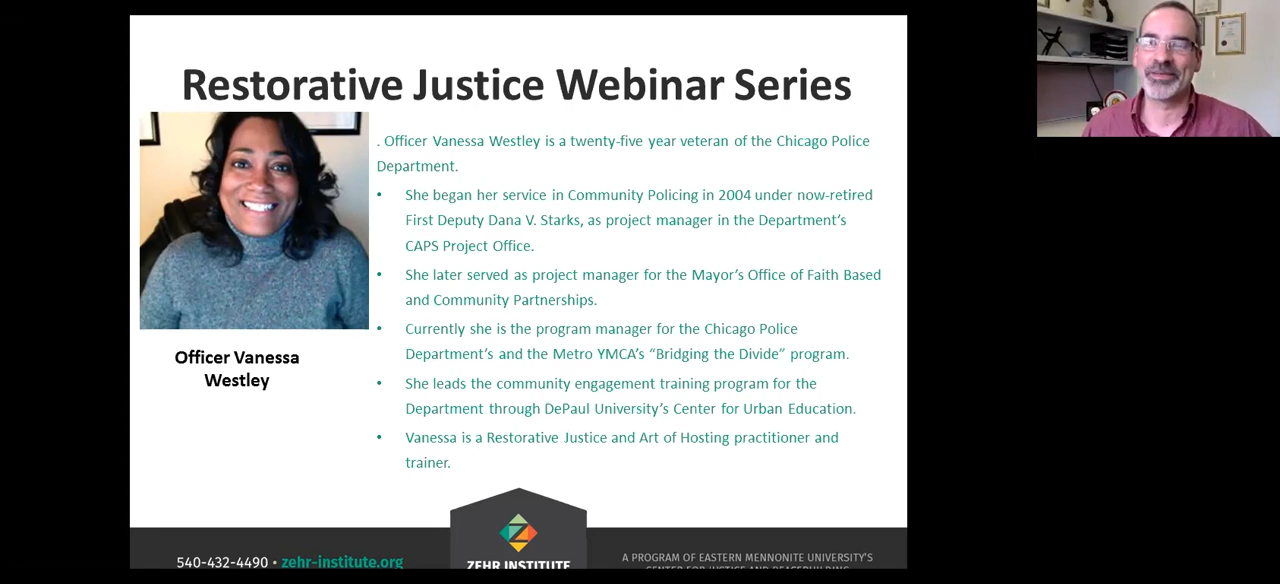 Restorative Justice Webinar Series
. Officer Vanessa Westley is a twenty-five year veteran of the Chicago Police
Department.
• She began her service in Community Policing in 2004 under now-retired
First Deputy Dana V. Starks, as project manager in the Department's
CAPS Project Office.
• She later served as project manager for the Mayor's Office of Faith Based
and Community Partnerships.
• Currently she is the program manager for the Chicago Police
Department's and the Metro YMCA's “Bridging the Divide” program.
• She leads the community engagement training program for the
Department through DePaul University's Center for Urban Education.
• Vanessa is a Restorative Justice and Art of Hosting practitioner and
trainer.
Officer Vanessa
Westley
540-432-4490 • zehr-institute.org
ZEHR INSTITUTE
A PROGRAM OF EASTERN MENNONITE UNIVERSITY'S
CENTER FOR JUSTICE AND PEACEBUILDING